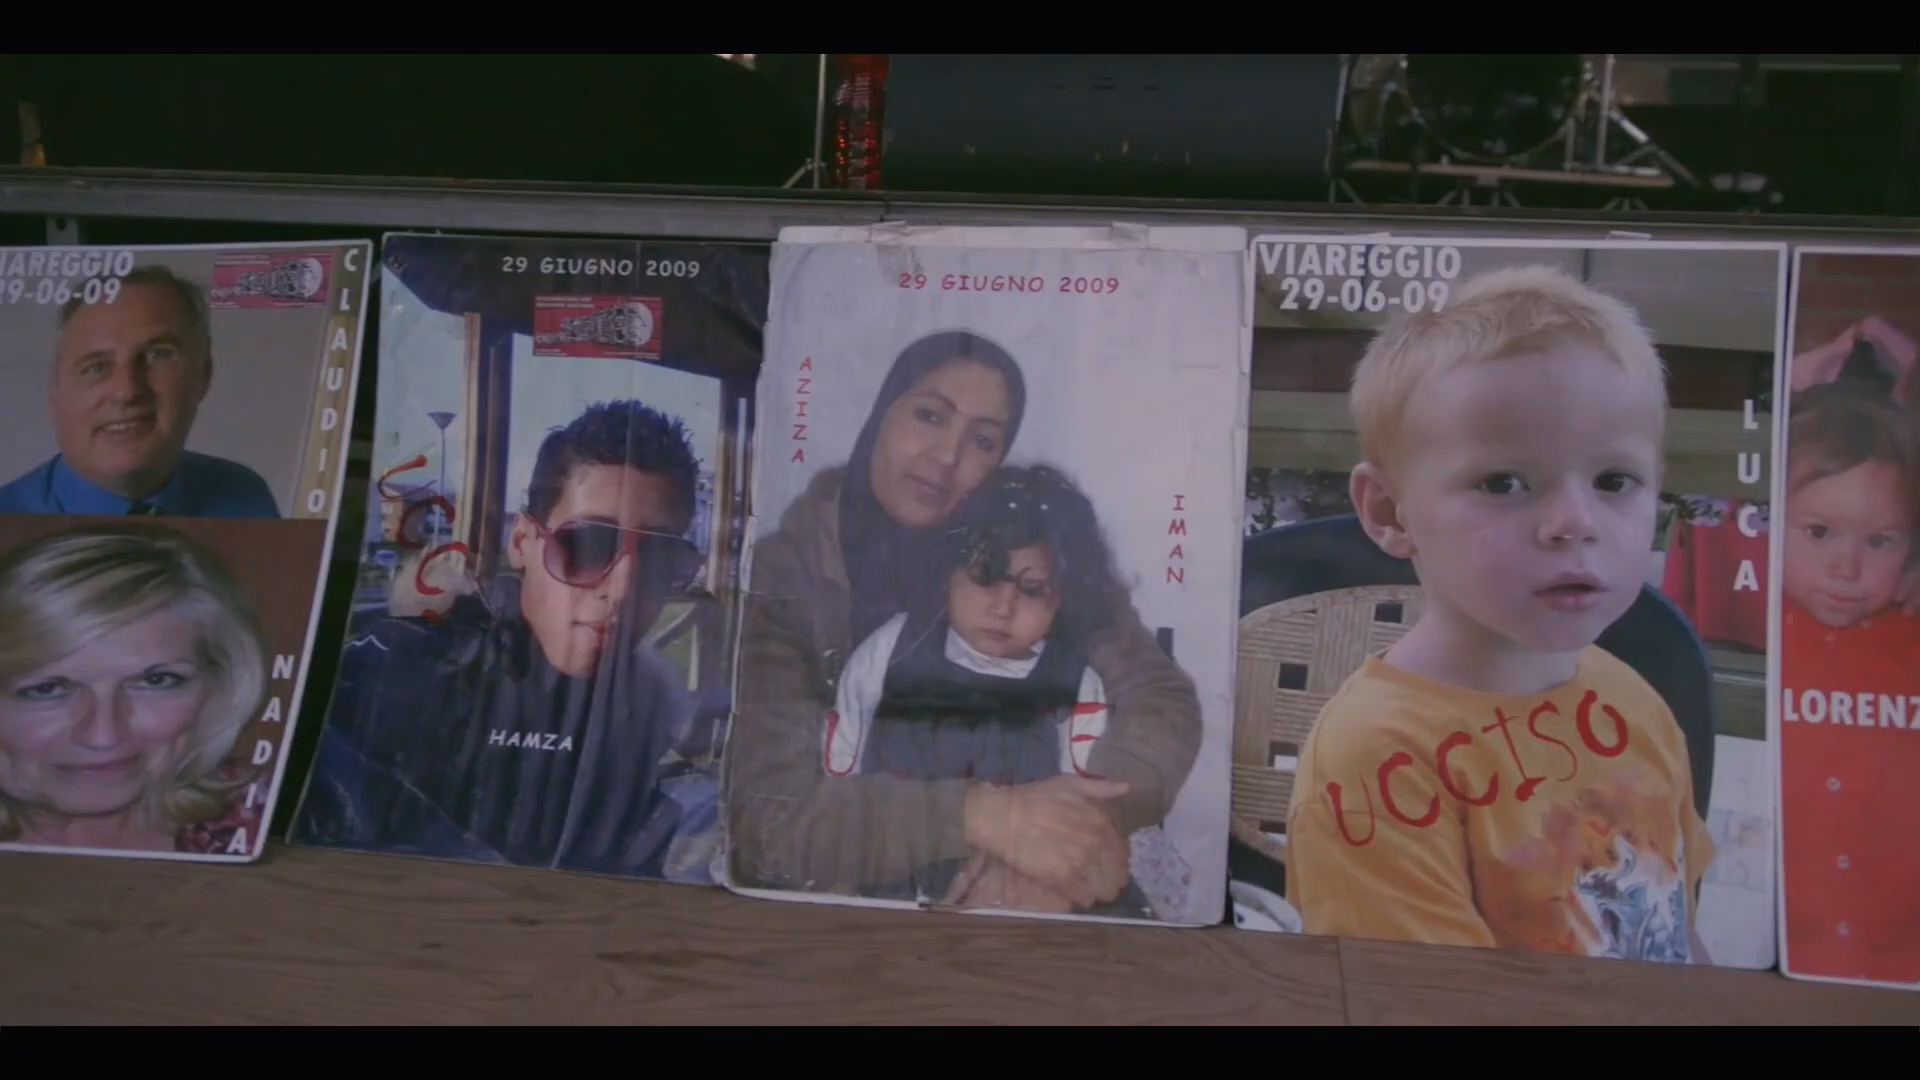 VIAREGGIO
29-06-09
CLAUDIO
NADIA
29 GIUGNO 2009
HAMZA
29 GIUGNO 2009
AZIZA
IMAN
VIAREGGIO
29-06-09
LUCA
UCCISO
LORENZ